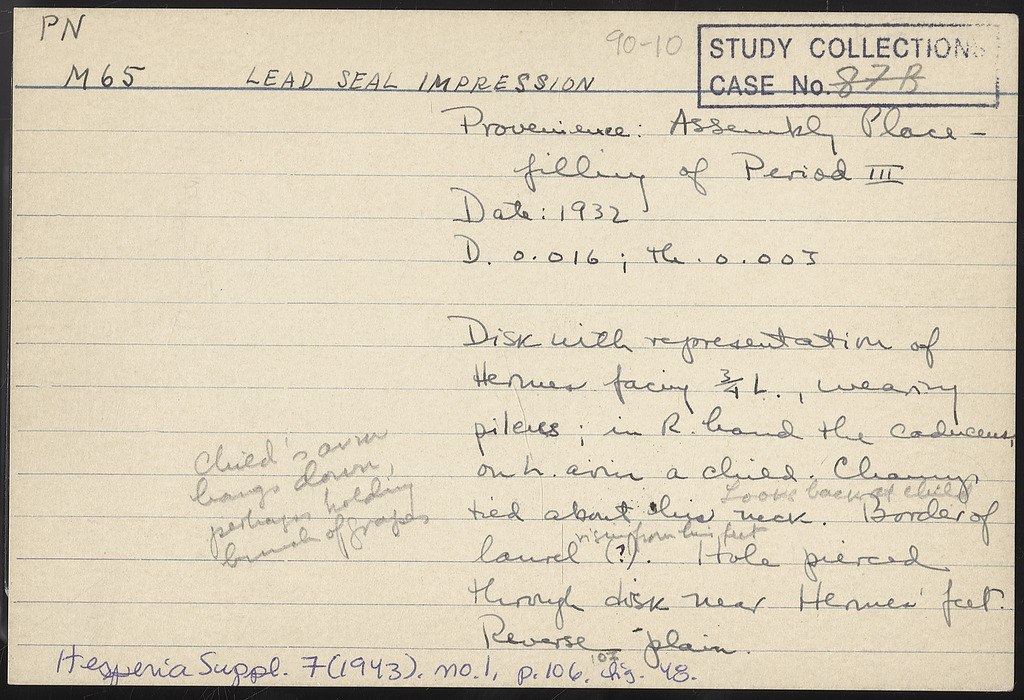 PN
90-10
STUDY COLLECTION
CASE No. 87 B
M 65 LEAD SEAL IMPRESSION
Provenience: Assembly Place -
filling of Period III
Date: 1932
D. 0.016; th. 0.003
Disk with representation of
Hermes facing 3/4 L., wearing
pileus; in R. hand the caduceus,
on L. arm a child. Chlamys
Looks back at child
tied about his neck. Border of
rising from his feet
laurel (?). Hole pierced
through disk near Hermes' feet.
Reverse plain.
Child's arm
hangs down,
perhaps holding
bunch of grapes
Hesperia Suppl. 7 (1943). no. 1, p. 106, fig. 48.
107